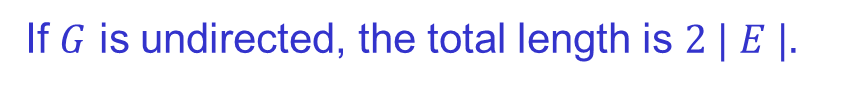 If G is undirected, the total length is 2 | E |.